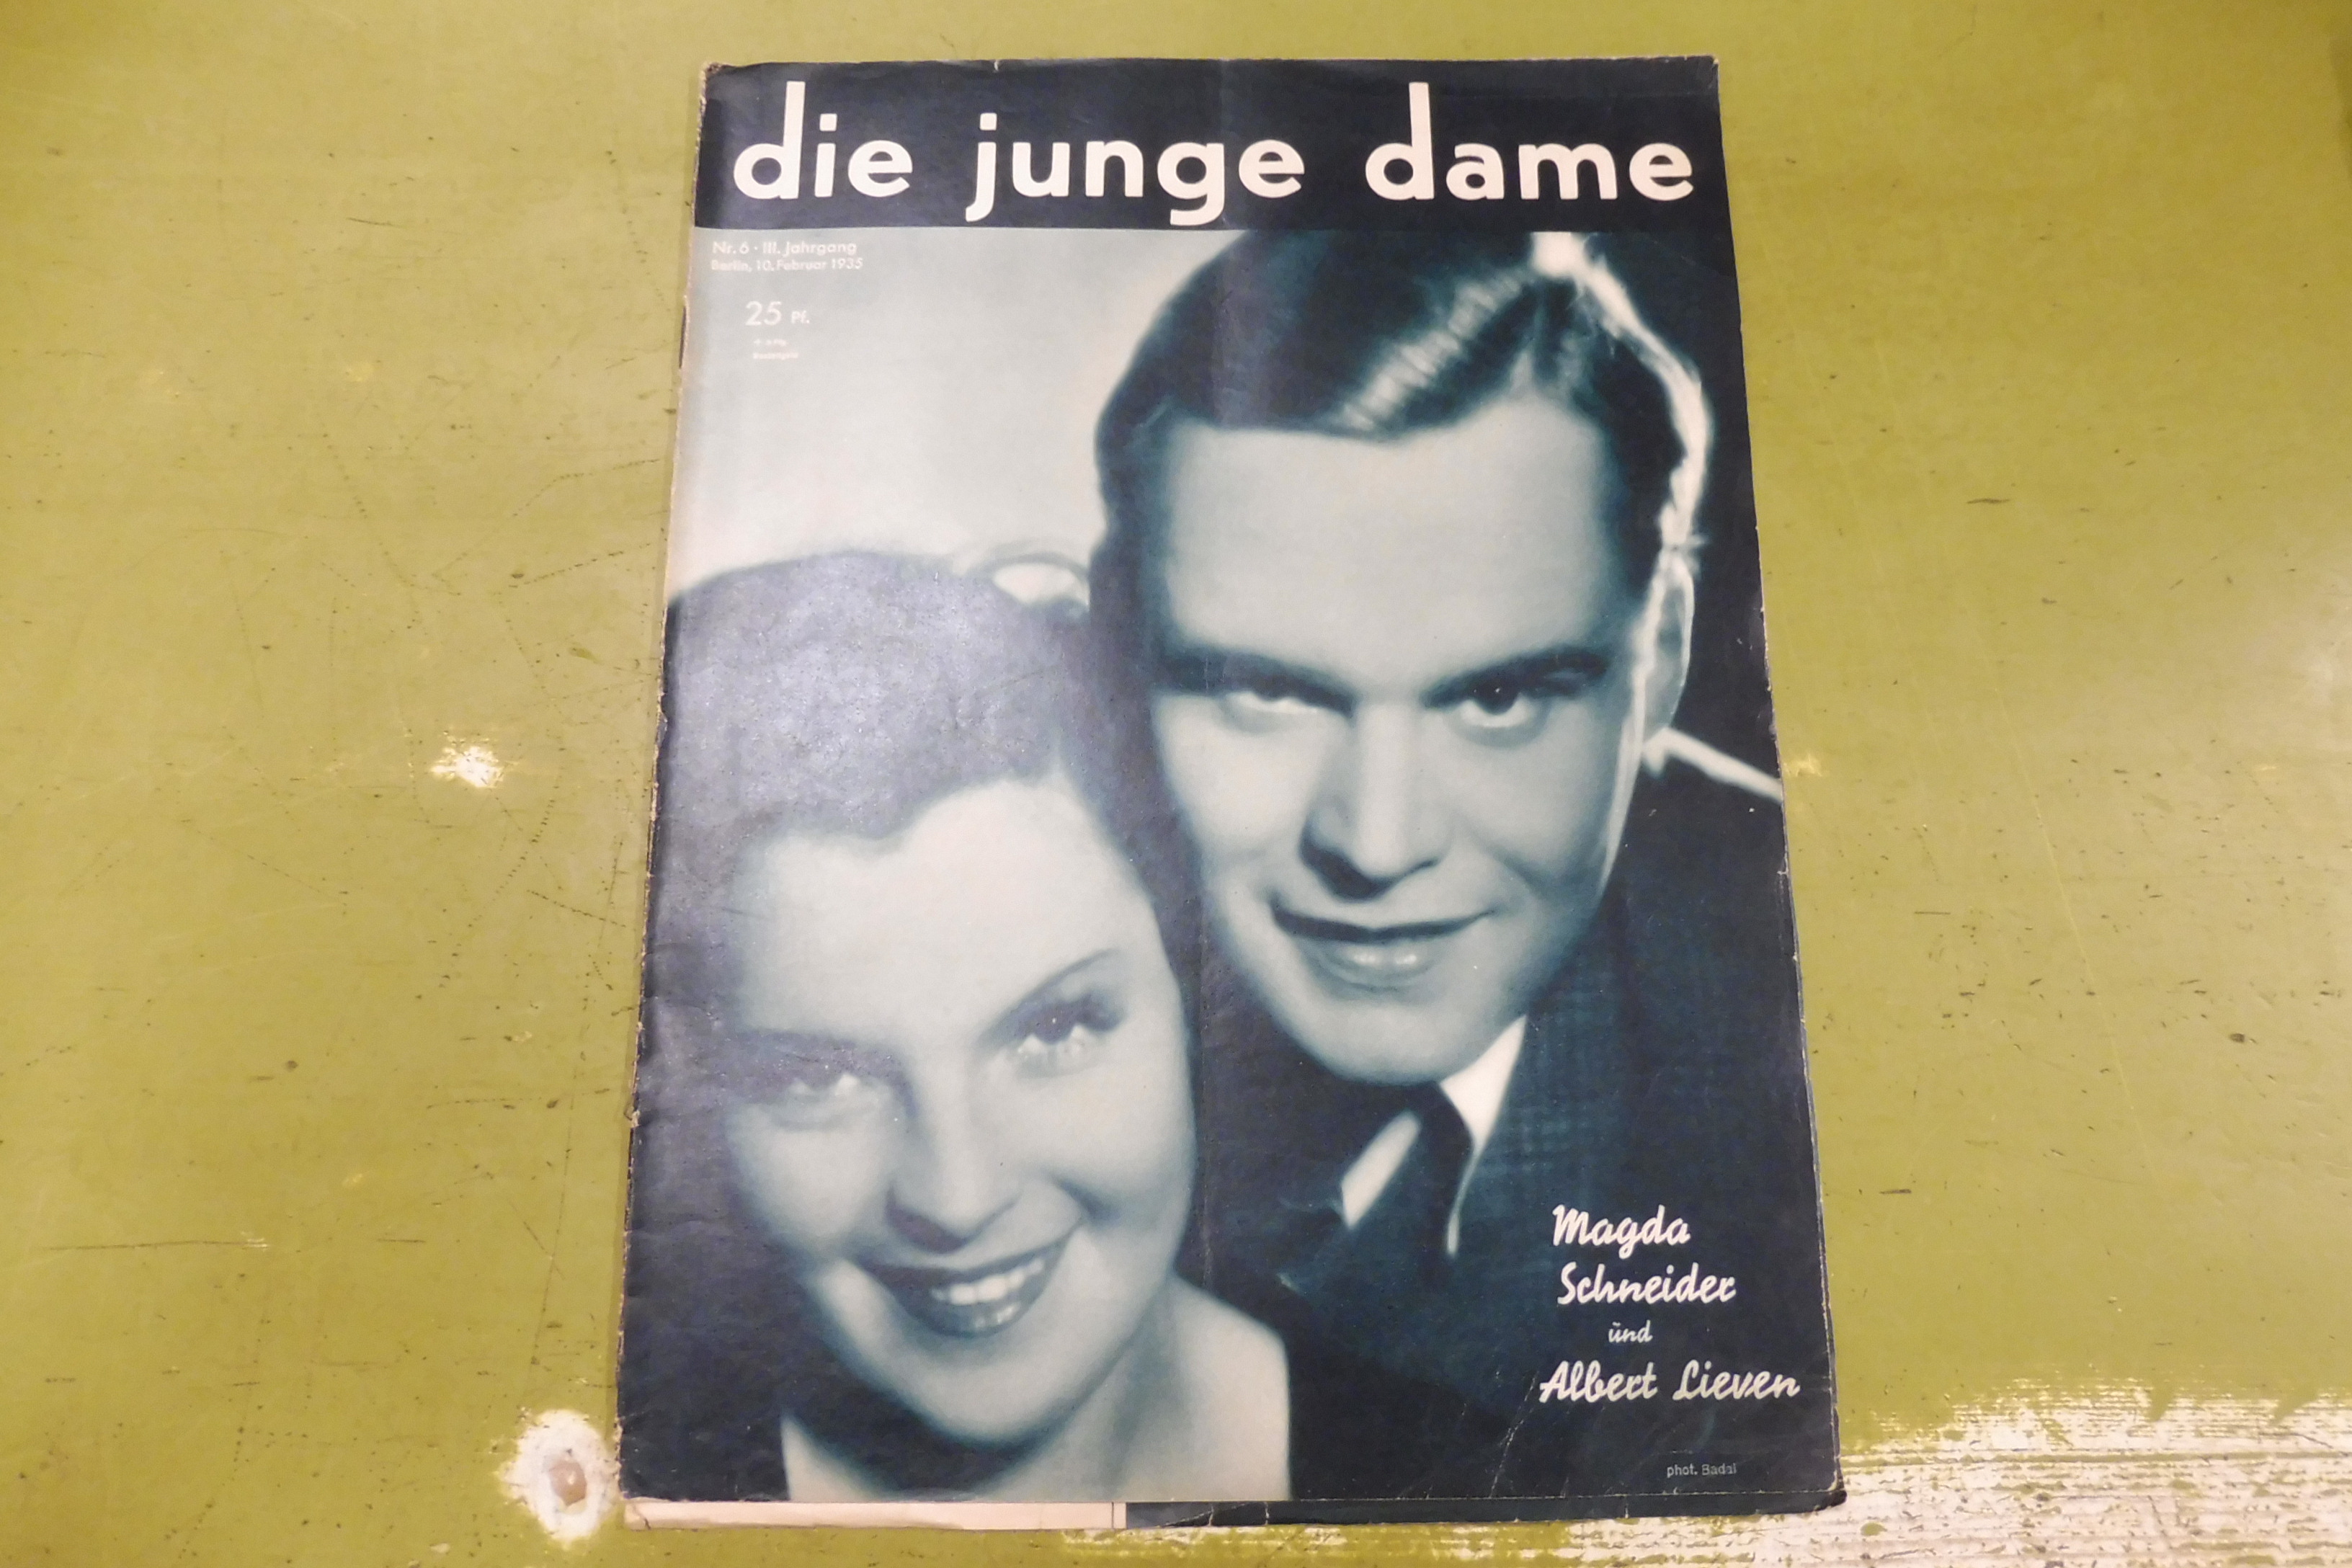 die junge dame
Nr. 6 · III. Jahrgang
Berlin, 10. Februar 1935
25 Pf.
Magda
Schneider
und
Albert Lieven
phot. Badal